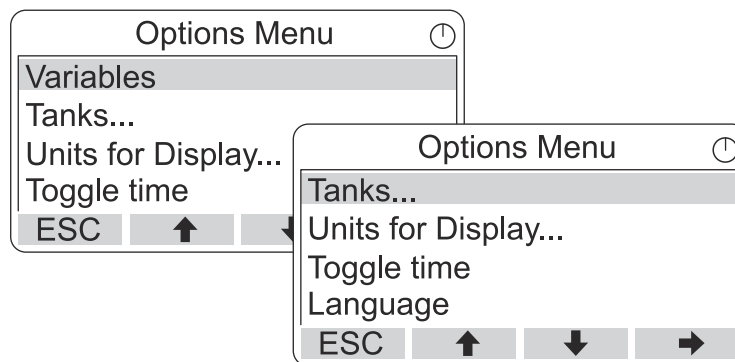 Options Menu
Variables
Tanks...
Units for Display...
Toggle time
ESC
Options Menu
Tanks...
Units for Display...
Toggle time
Language
ESC